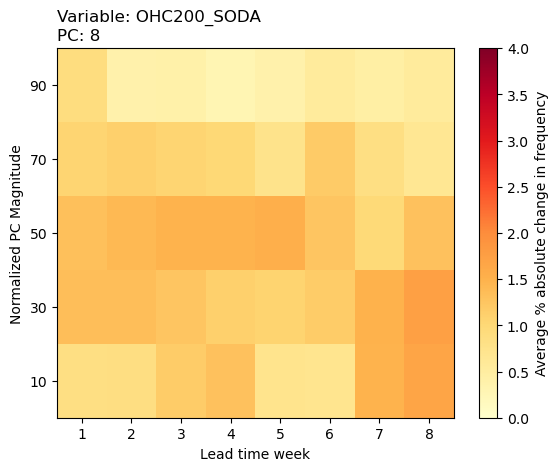 Variable: OHC200_SODA
PC: 8
Normalized PC Magnitude
90
70
50
30
10
1 2 3 4 5 6 7 8
Lead time week
4.0
3.5
3.0
2.5
2.0
1.5
1.0
0.5
0.0
Average % absolute change in frequency